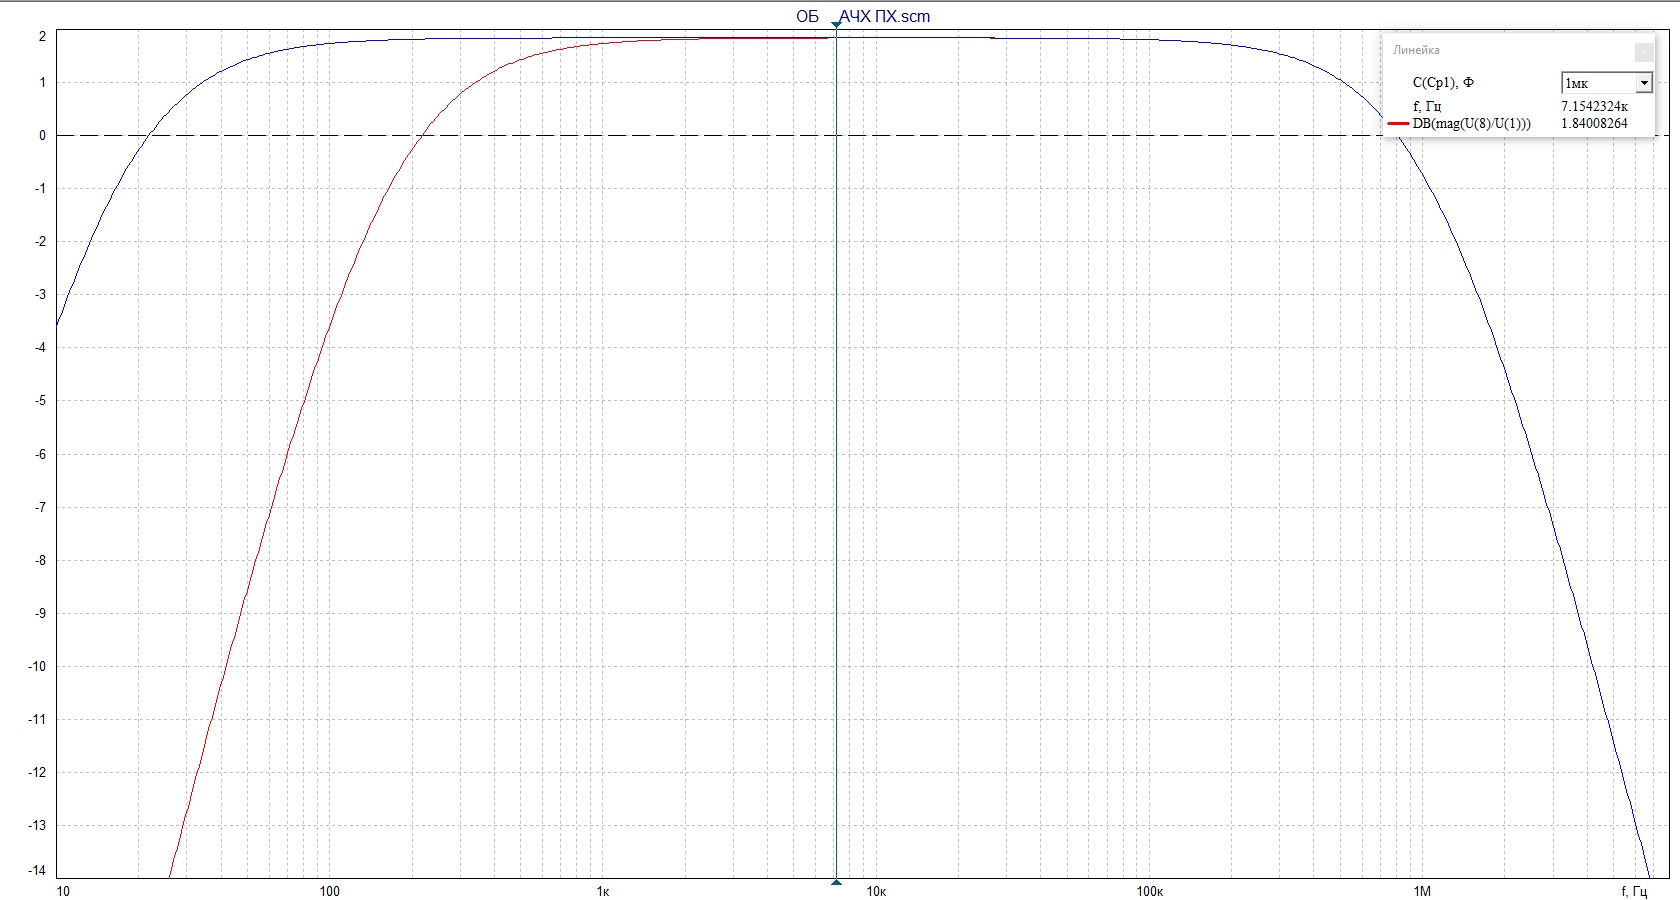 ОБ АЧХ ПХ.scm
Линейка
C(Cp1), Ф 1мк
f, Гц 7.1542324к
DB(mag(U(8)/U(1))) 1.84008264
2
1
0
-1
-2
-3
-4
-5
-6
-7
-8
-9
-10
-11
-12
-13
-14
10 100 1к 10к 100к 1М f, Гц